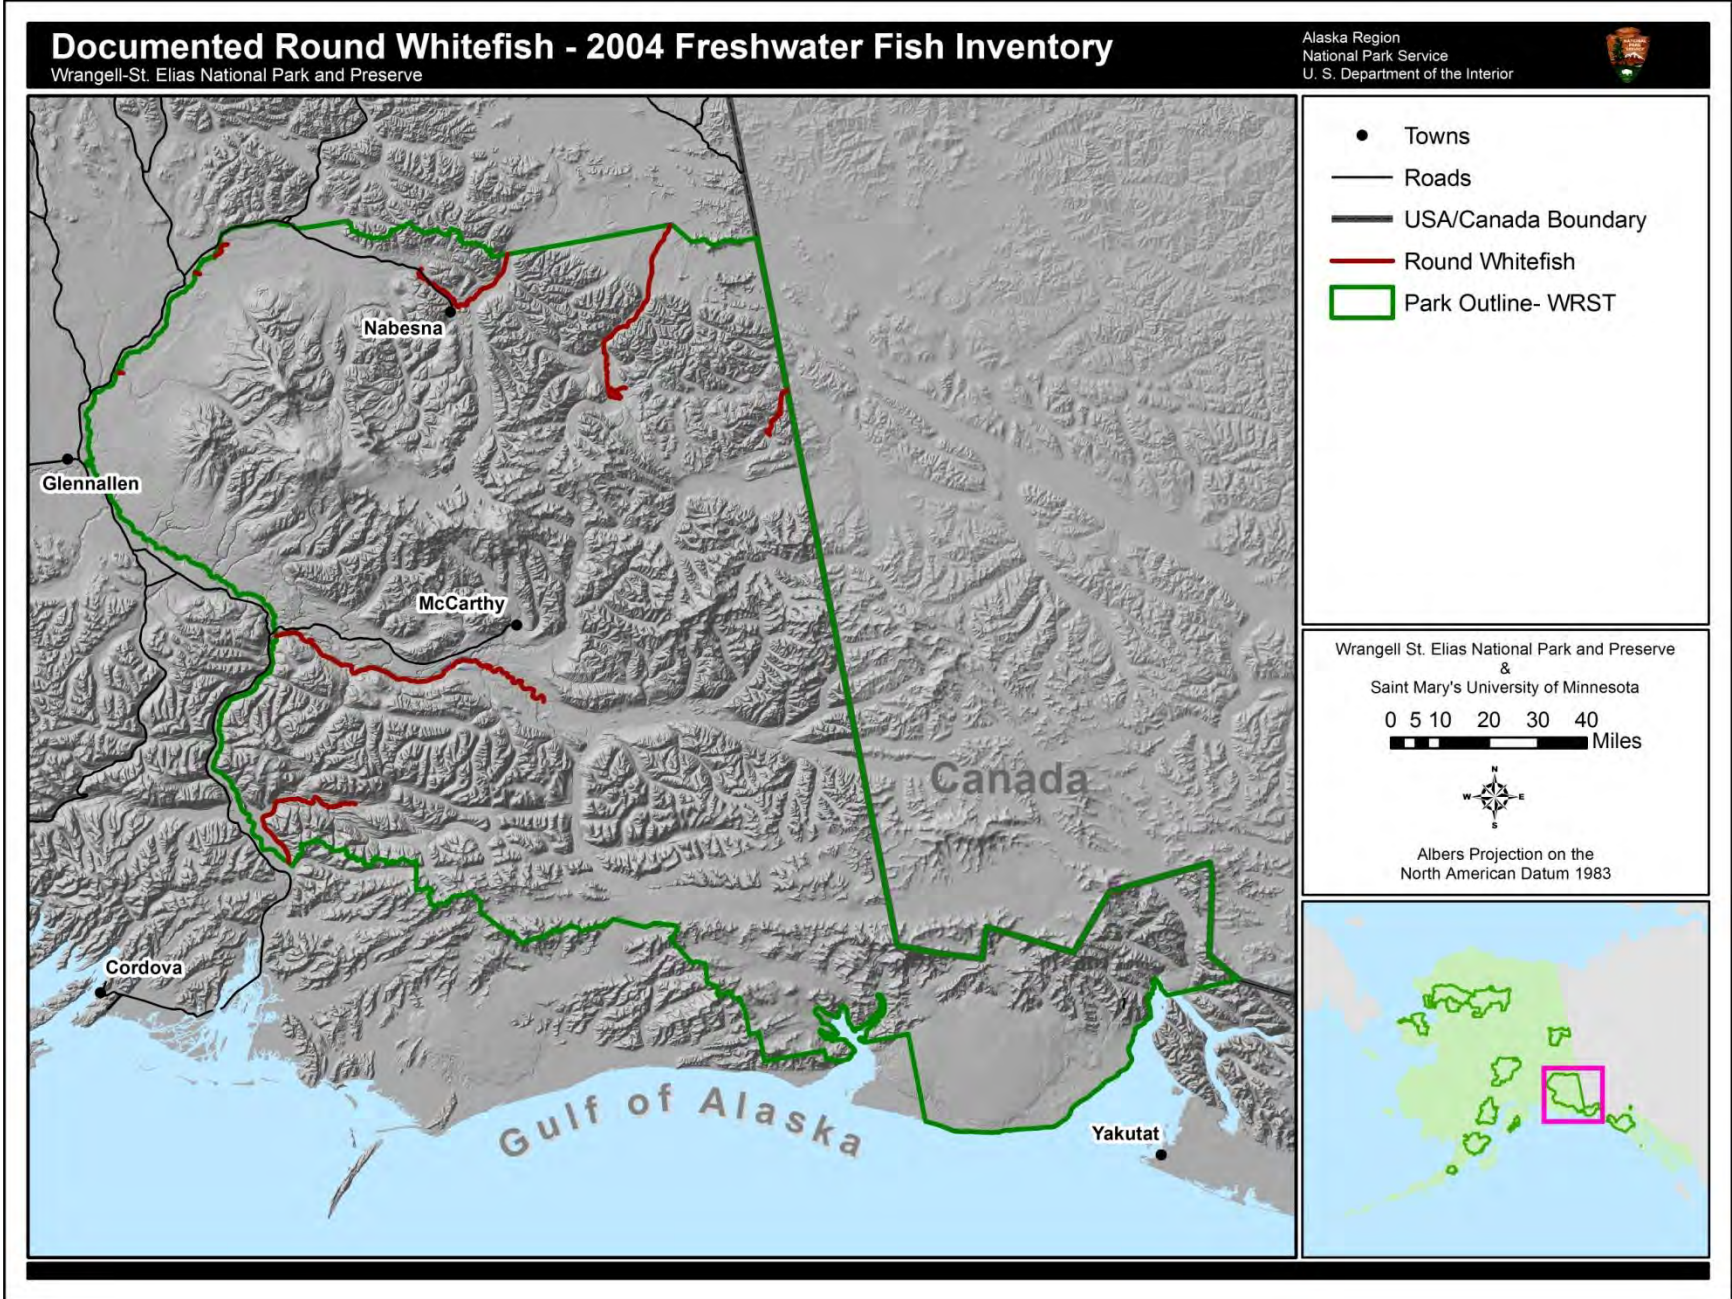 Documented Round Whitefish - 2004 Freshwater Fish Inventory
Wrangell-St. Elias National Park and Preserve
Alaska Region
National Park Service
U. S. Department of the Interior
Towns
Roads
USA/Canada Boundary
Round Whitefish
Park Outline- WRST
Nabesna
Glennallen
McCarthy
Canada
Cordova
Gulf of Alaska
Yakutat
Wrangell St. Elias National Park and Preserve
&
Saint Mary's University of Minnesota
0 5 10 20 30 40
Miles
N
W E
S
Albers Projection on the
North American Datum 1983